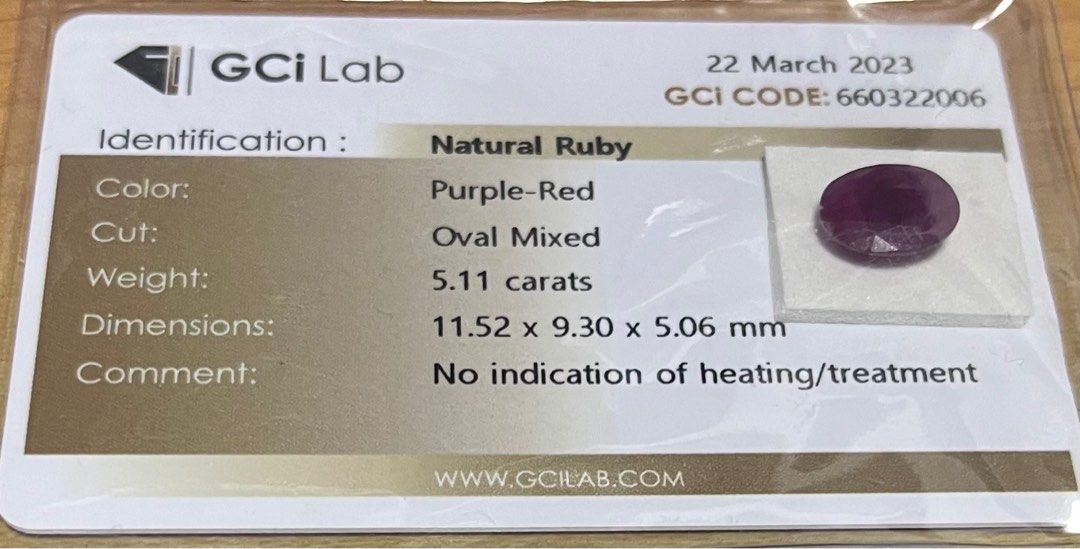 GCi Lab
22 March 2023
GCi CODE: 660322006
Identification : Natural Ruby
Color: Purple-Red
Cut: Oval Mixed
Weight: 5.11 carats
Dimensions: 11.52 x 9.30 x 5.06 mm
Comment: No indication of heating/treatment
WWW.GCILAB.COM